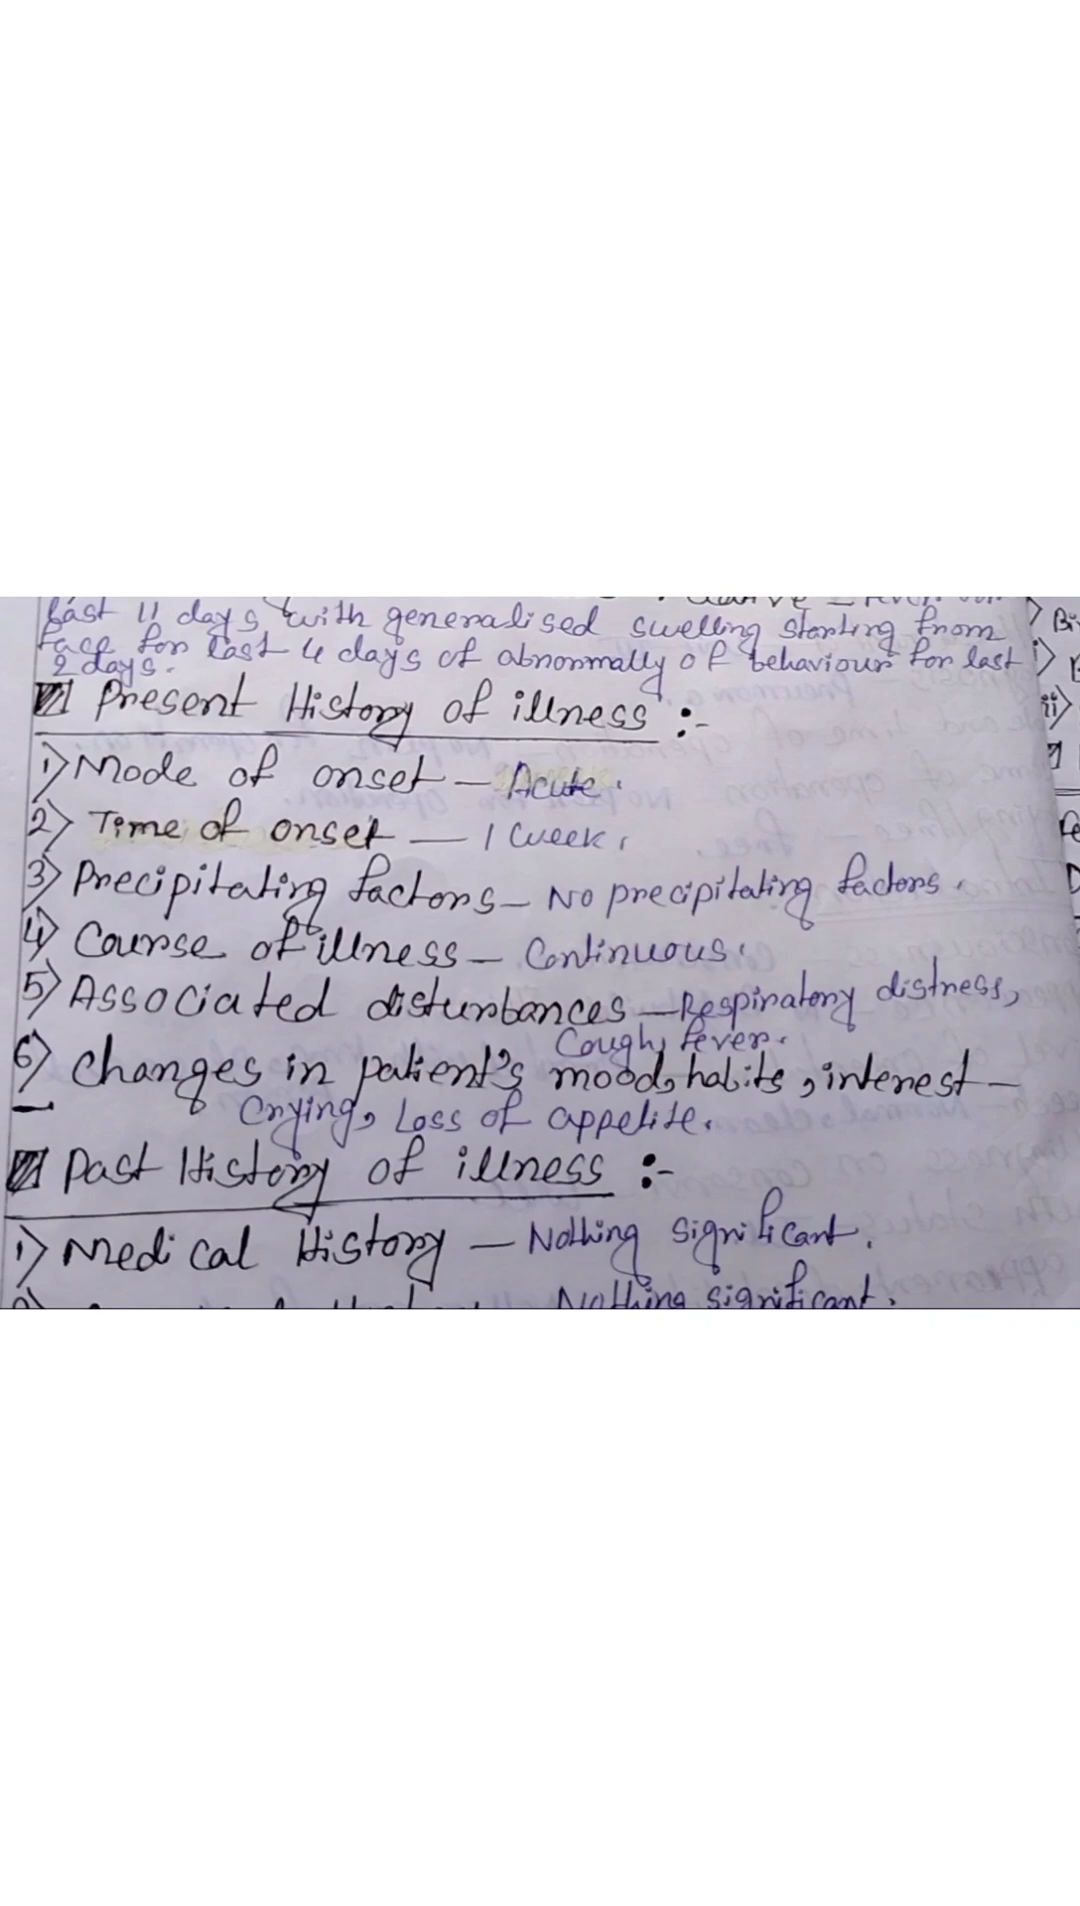 last 11 days with generalised swelling starting from
face for last 4 days of abnormally of behaviour for last
2 days.
Present History of illness :-
1) Mode of onset - Acute.
2) Time of onset - 1 week.
3) Precipitating factors - No precipitating factors.
4) Course of illness - Continuous.
5) Associated disturbances - Respiratory distress,
Cough, fever.
6) Changes in patient's mood, habits, interest -
Crying, Loss of appetite.
Past History of illness :-
1) Medical History - Nothing significant.
Nothing significant.